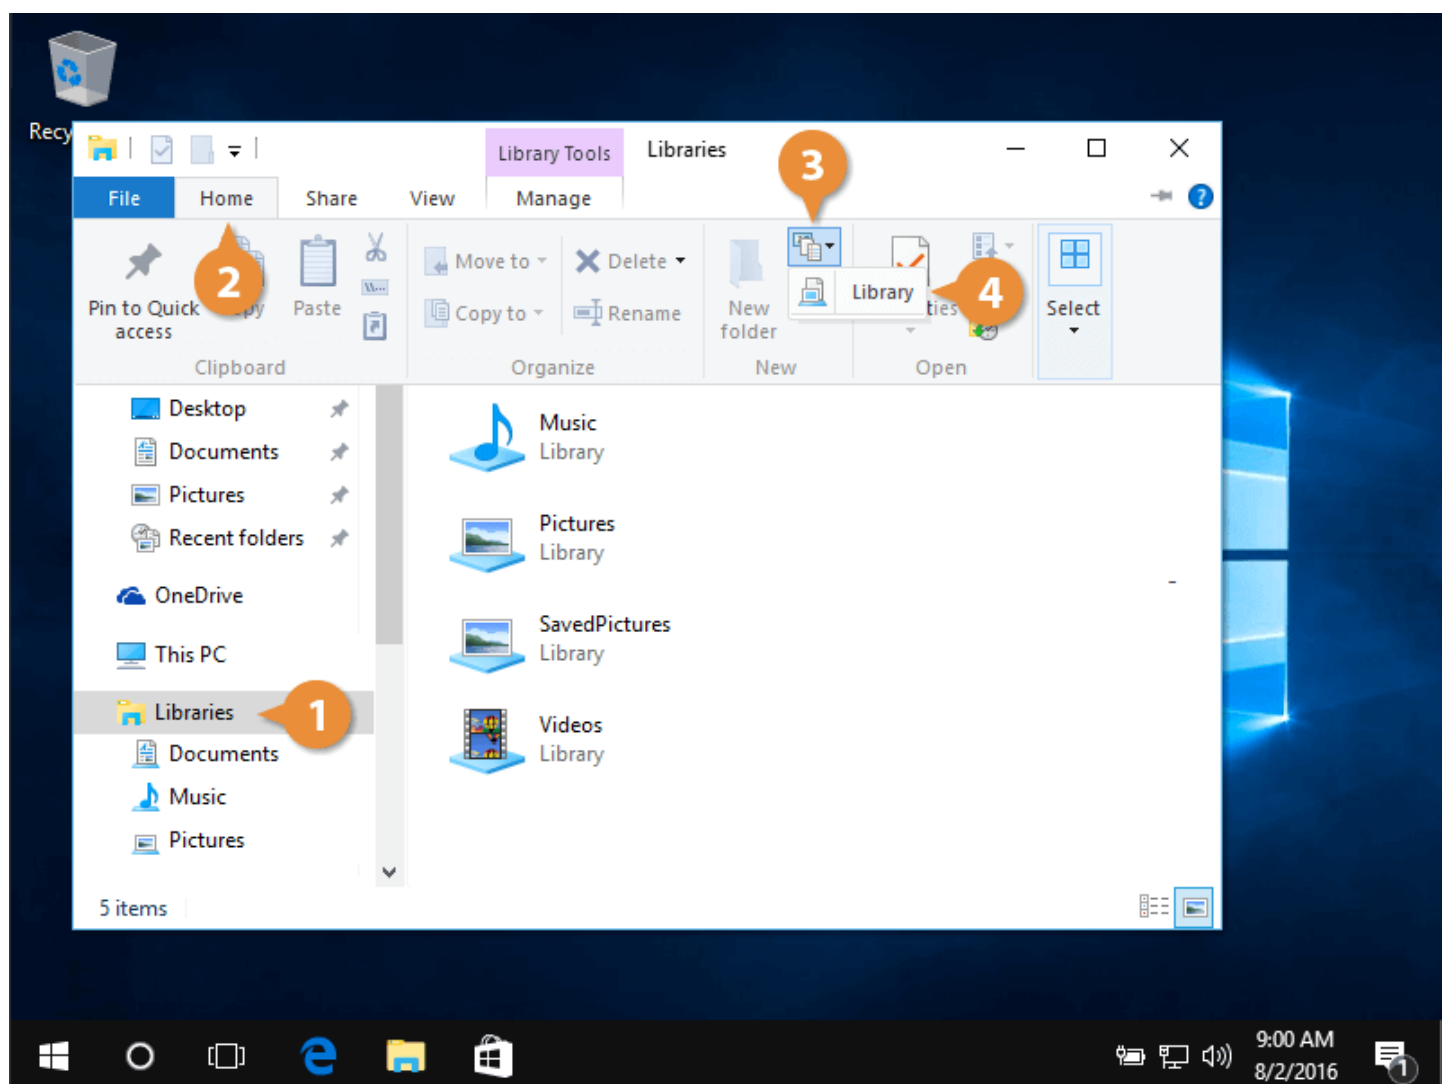 Recy
Library Tools
Libraries
3
File
Home
Share
View
Manage
?
2
Pin to Quick
access
Paste
Move to
Copy to
Delete
Rename
New
folder
Library
4
Select
Clipboard
Organize
New
Open
Desktop
Documents
Pictures
Recent folders
OneDrive
This PC
Libraries
1
Documents
Music
Pictures
Music
Library
Pictures
Library
SavedPictures
Library
Videos
Library
5 items
9:00 AM
8/2/2016
1